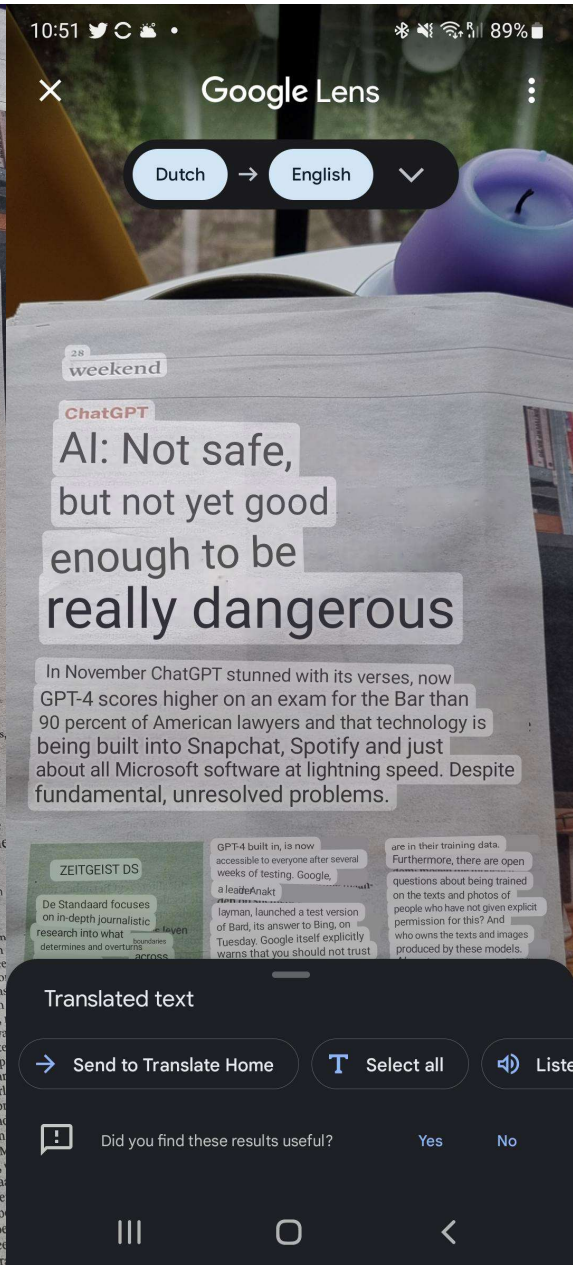 10:51
89%
Google Lens
Dutch → English
28
weekend
ChatGPT
AI: Not safe,
but not yet good
enough to be
really dangerous
In November ChatGPT stunned with its verses, now
GPT-4 scores higher on an exam for the Bar than
90 percent of American lawyers and that technology is
being built into Snapchat, Spotify and just
about all Microsoft software at lightning speed. Despite
fundamental, unresolved problems.
ZEITGEIST DS
De Standaard focuses
on in-depth journalistic
research into what
boundaries
determines and overturns
across
GPT-4 built in, is now
accessible to everyone after several
weeks of testing. Google,
a leader
layman, launched a test version
of Bard, its answer to Bing, on
Tuesday. Google itself explicitly
warns that you should not trust
are in their training data.
Furthermore, there are open
questions about being trained
on the texts and photos of
people who have not given explicit
permission for this? And
who owns the texts and images
produced by these models.
Translated text
Send to Translate Home
Select all
Liste
Did you find these results useful?
Yes
No